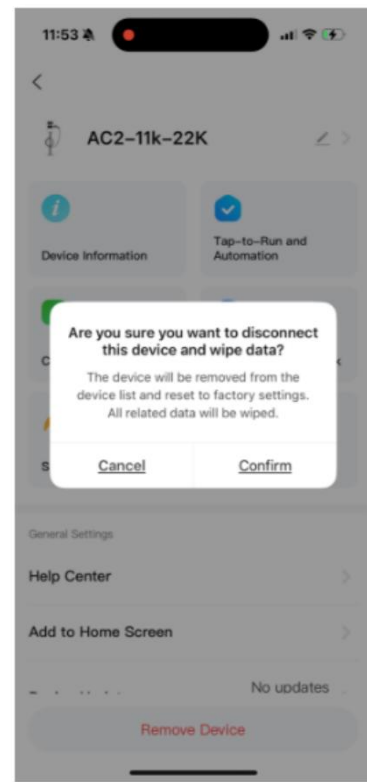 11:53
AC2-11k-22K
Device Information
Tap-to-Run and
Automation
Are you sure you want to disconnect
this device and wipe data?
The device will be removed from the
device list and reset to factory settings.
All related data will be wiped.
Cancel
Confirm
General Settings
Help Center
Add to Home Screen
No updates
Remove Device